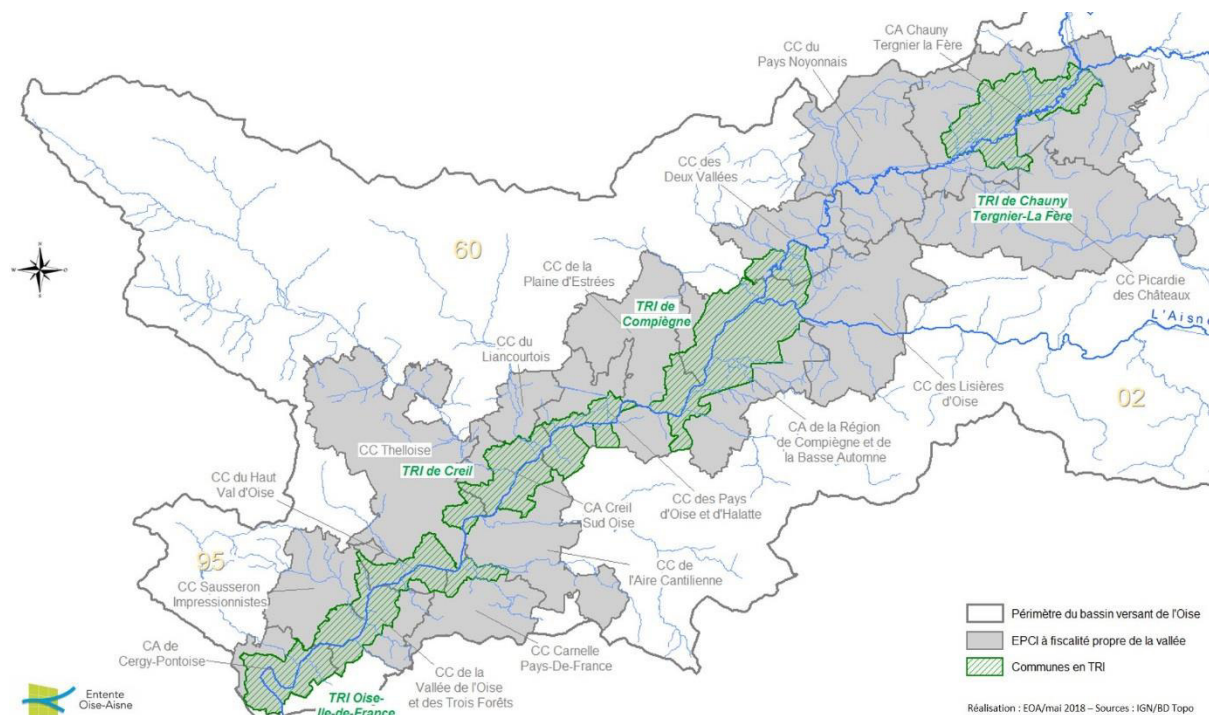 CA Chauny
Tergnier la Fère
CC du
Pays Noyonnais
CC des
Deux Vallées
TRI de Chauny
Tergnier-La Fère
60
CC de la
Plaine d'Estrées
TRI de
Compiègne
CC Picardie
des Châteaux
L'Aisne
CC du
Liancourtois
CC des Lisières
d'Oise
02
CA de la Région
de Compiègne et de
la Basse Automne
CC Thelloise
TRI de Creil
CC du Haut
Val d'Oise
CC des Pays
d'Oise et d'Halatte
CA Creil
Sud Oise
95
CC de
l'Aire Cantilienne
CC Sausseron
Impressionnistes
CA de
Cergy-Pontoise
CC Carnelle
Pays-De-France
CC de la
Vallée de l'Oise
et des Trois Forêts
TRI Oise-
Ile-de-France
Périmètre du bassin versant de l'Oise
EPCI à fiscalité propre de la vallée
Communes en TRI
Entente
Oise-Aisne
Réalisation : EOA/mai 2018 – Sources : IGN/BD Topo